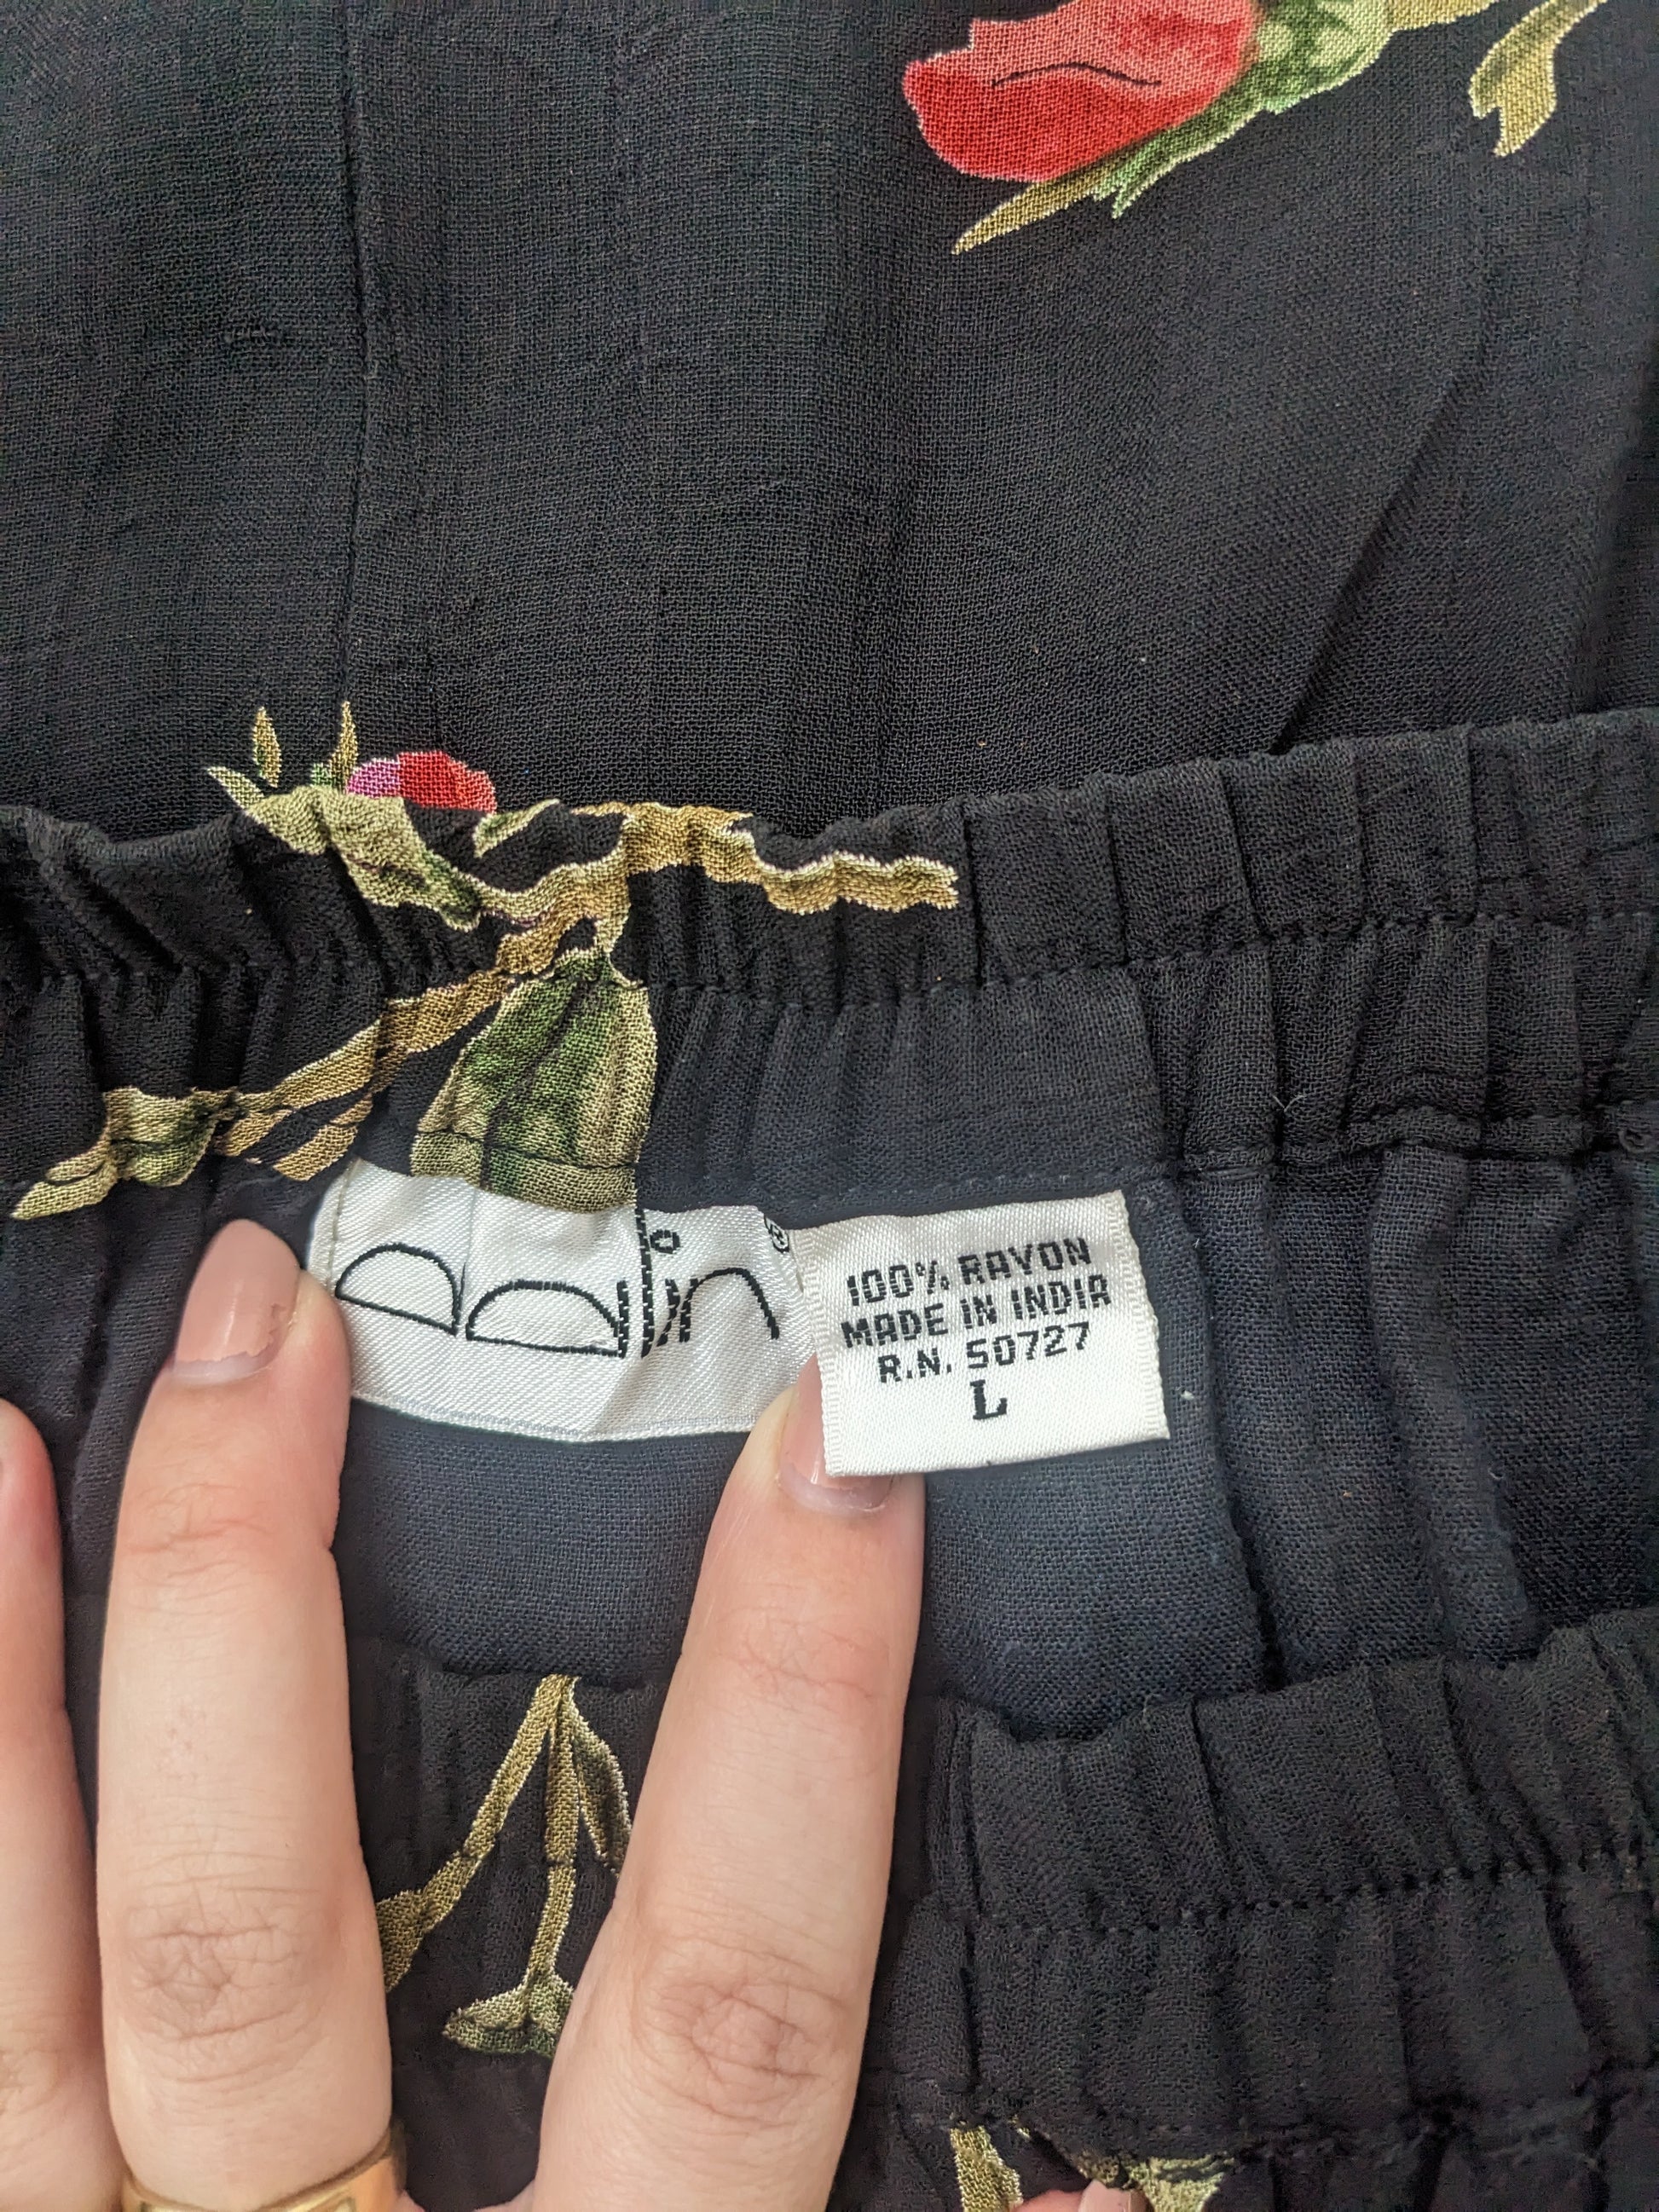 100% RAYON
MADE IN INDIA
R.N. 50727
L